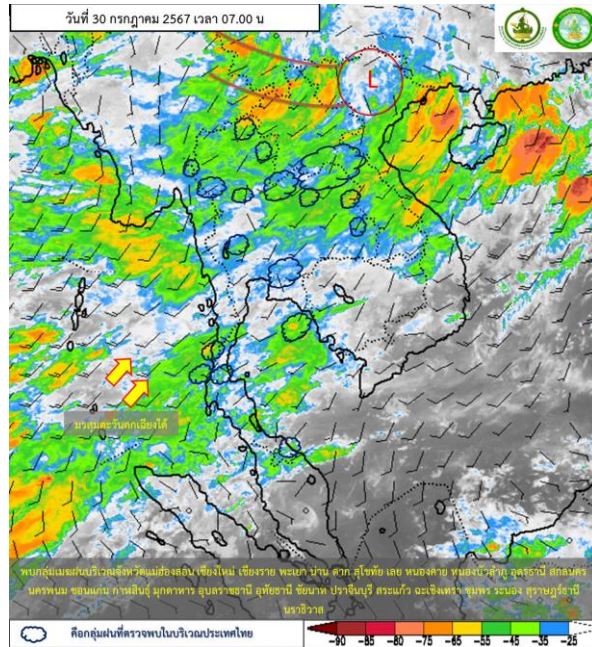 วันที่ 30 กรกฎาคม 2567 เวลา 07.00 น
L
มรสุมตะวันตกเฉียงใต้
พบกลุ่มเมฆฝนบริเวณจังหวัดแม่ฮ่องสอน เชียงใหม่ เชียงราย พะเยา น่าน ตาก สุโขทัย เลย หนองคาย หนองบัวลำภู อุดรธานี สกลนคร
นครพนม ขอนแก่น กาฬสินธุ์ มุกดาหาร อุบลราชธานี อุทัยธานี ชัยนาท ปราจีนบุรี สระแก้ว ฉะเชิงเทรา ชุมพร ระนอง สุราษฎร์ธานี
นราธิวาส
คือกลุ่มฝนที่ตรวจพบในบริเวณประเทศไทย
-90 -80 -75 -65 -55 -45 -35 -25